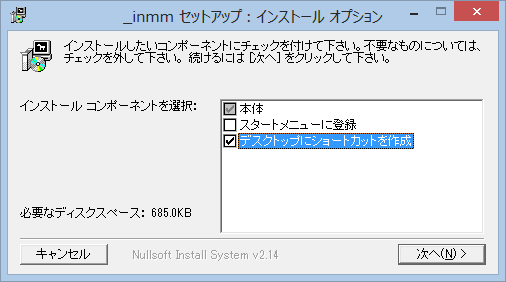 _inmm セットアップ：インストール オプション
インストールしたいコンポーネントにチェックを付けて下さい。不要なものについては、
チェックを外して下さい。続けるには [次へ] をクリックして下さい。
インストール コンポーネントを選択:
本体
スタートメニューに登録
デスクトップにショートカットを作成
必要なディスクスペース: 685.0KB
キャンセル
Nullsoft Install System v2.14
次へ(N) >